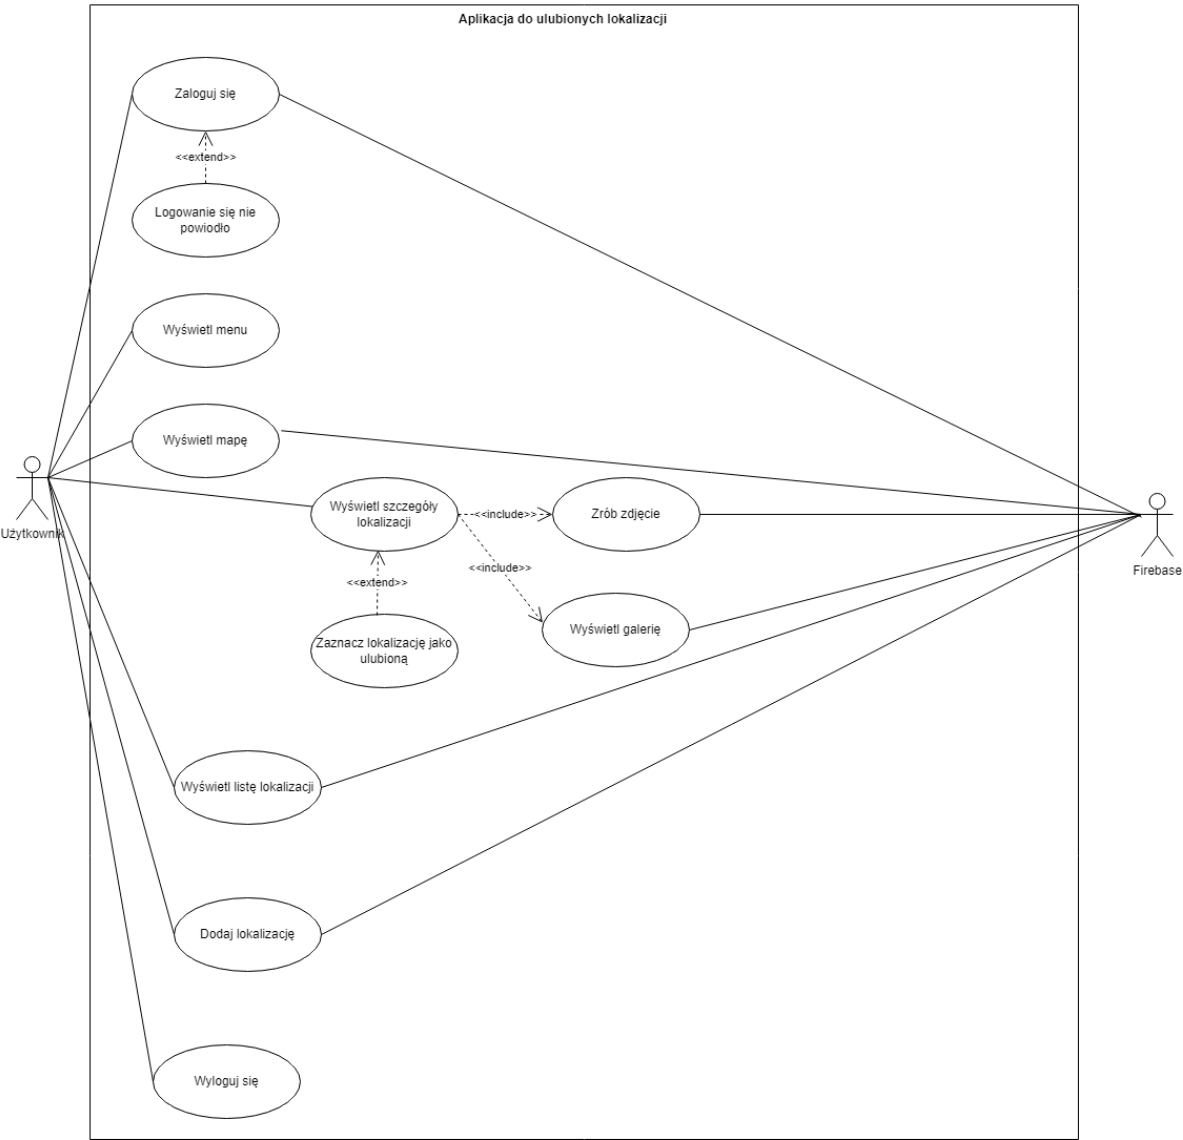 Aplikacja do ulubionych lokalizacji
Zaloguj się
<<extend>>
Logowanie się nie
powiodło
Wyświetl menu
Wyświetl mapę
Użytkownik
Wyświetl szczegóły
lokalizacji
<<include>>
Zrób zdjęcie
Firebase
<<include>>
<<extend>>
Wyświetl galerię
Zaznacz lokalizację jako
ulubioną
Wyświetl listę lokalizacji
Dodaj lokalizację
Wyloguj się